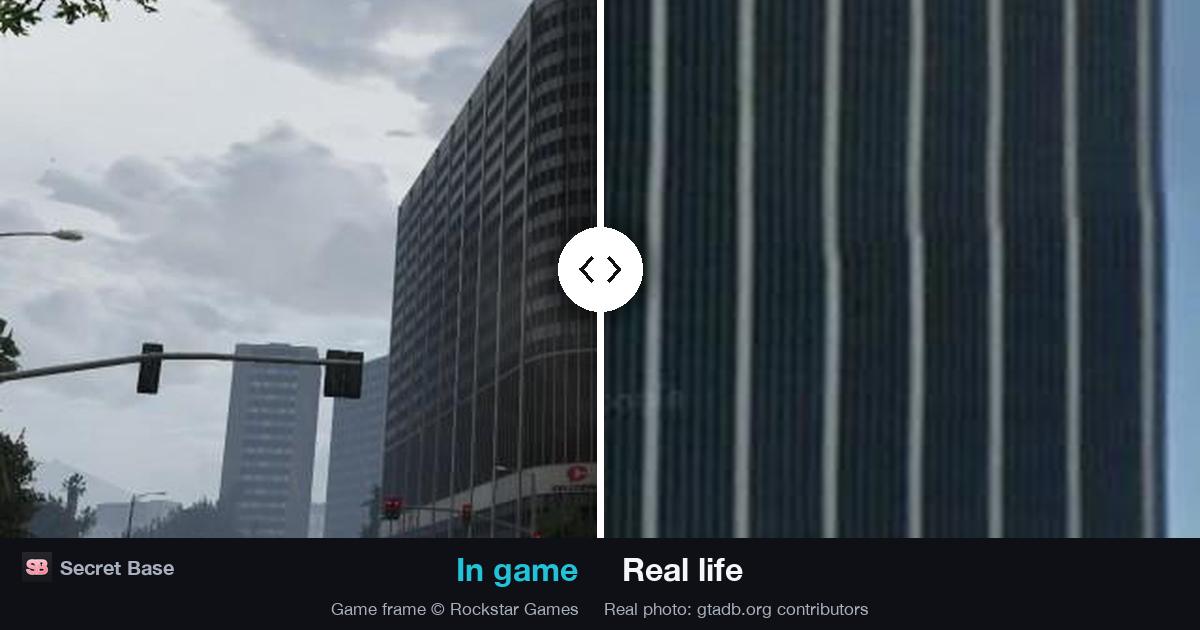 SB Secret Base
In game
Real life
Game frame © Rockstar Games
Real photo: gtadb.org contributors